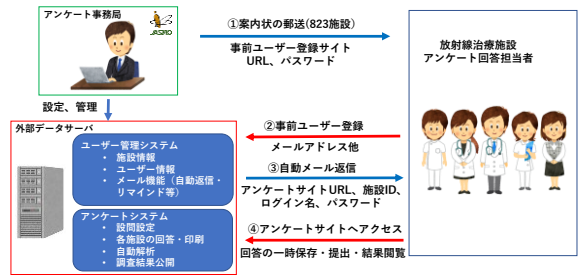 アンケート事務局
JASRO
①案内状の郵送(823施設)
事前ユーザー登録サイト
URL、パスワード
放射線治療施設
アンケート回答担当者
設定、管理
外部データサーバ
ユーザー管理システム
• 施設情報
• ユーザー情報
• メール機能（自動返信・
リマインド等）
アンケートシステム
• 設問設定
• 各施設の回答・印刷
• 自動解析
• 調査結果公開
②事前ユーザー登録
メールアドレス他
③自動メール返信
アンケートサイトURL、施設ID、
ログイン名、パスワード
④アンケートサイトへアクセス
回答の一時保存・提出・結果閲覧